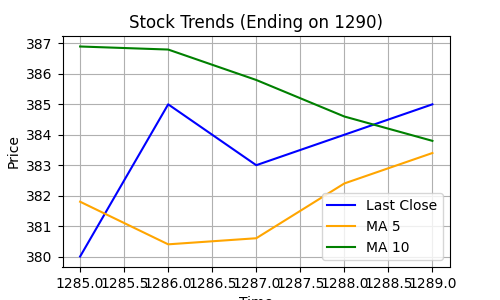 Stock Trends (Ending on 1290)
387
386
385
384
383
382
381
380
Price
Last Close
MA 5
MA 10
1285.0 1285.5 1286.0 1286.5 1287.0 1287.5 1288.0 1288.5 1289.0
Time